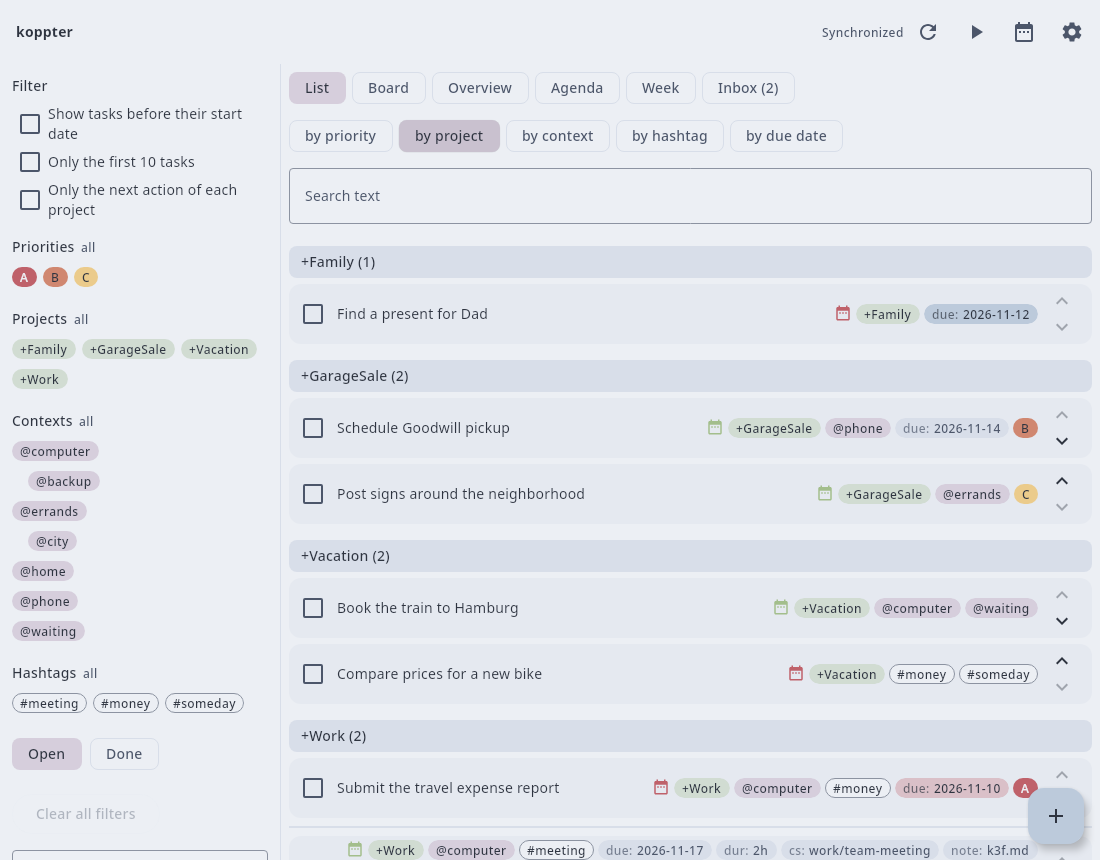 koppter
Synchronized
Filter
Show tasks before their start
date
Only the first 10 tasks
Only the next action of each
project
Priorities all
A B C
Projects all
+Family +GarageSale +Vacation
+Work
Contexts all
@computer
@backup
@errands
@city
@home
@phone
@waiting
Hashtags all
#meeting #money #someday
Open Done
Clear all filters
List Board Overview Agenda Week Inbox (2)
by priority by project by context by hashtag by due date
Search text
+Family (1)
Find a present for Dad +Family due: 2026-11-12
+GarageSale (2)
Schedule Goodwill pickup +GarageSale @phone due: 2026-11-14 B
Post signs around the neighborhood +GarageSale @errands C
+Vacation (2)
Book the train to Hamburg +Vacation @computer @waiting
Compare prices for a new bike +Vacation #money #someday
+Work (2)
Submit the travel expense report +Work @computer #money due: 2026-11-10 A
+Work @computer #meeting due: 2026-11-17 dur: 2h cs: work/team-meeting note: k3f.md